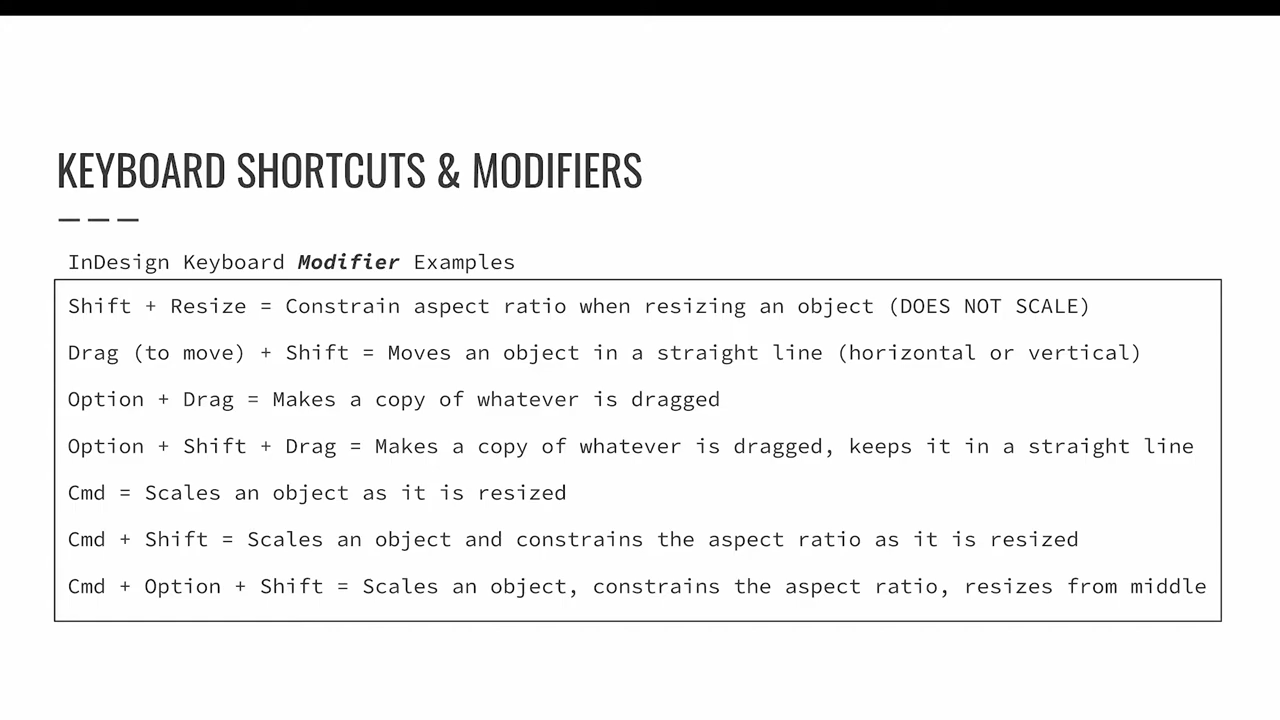 KEYBOARD SHORTCUTS & MODIFIERS
InDesign Keyboard Modifier Examples
Shift + Resize = Constrain aspect ratio when resizing an object (DOES NOT SCALE)
Drag (to move) + Shift = Moves an object in a straight line (horizontal or vertical)
Option + Drag = Makes a copy of whatever is dragged
Option + Shift + Drag = Makes a copy of whatever is dragged, keeps it in a straight line
Cmd = Scales an object as it is resized
Cmd + Shift = Scales an object and constrains the aspect ratio as it is resized
Cmd + Option + Shift = Scales an object, constrains the aspect ratio, resizes from middle